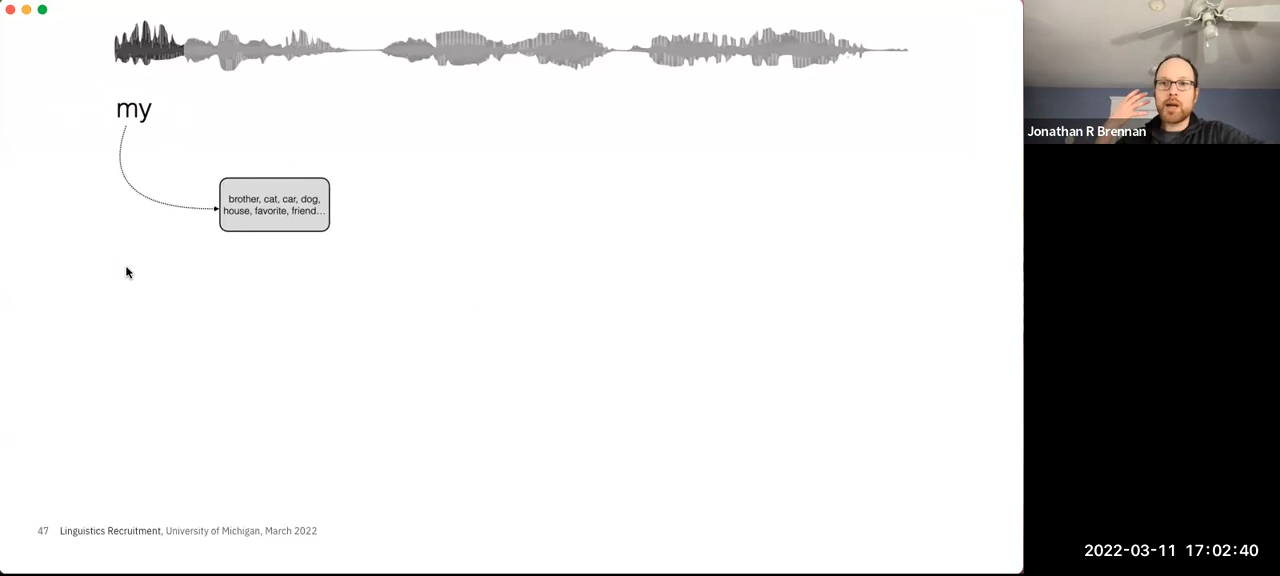 my
brother, cat, car, dog,
house, favorite, friend...
47 Linguistics Recruitment, University of Michigan, March 2022
Jonathan R Brennan
2022-03-11 17:02:40